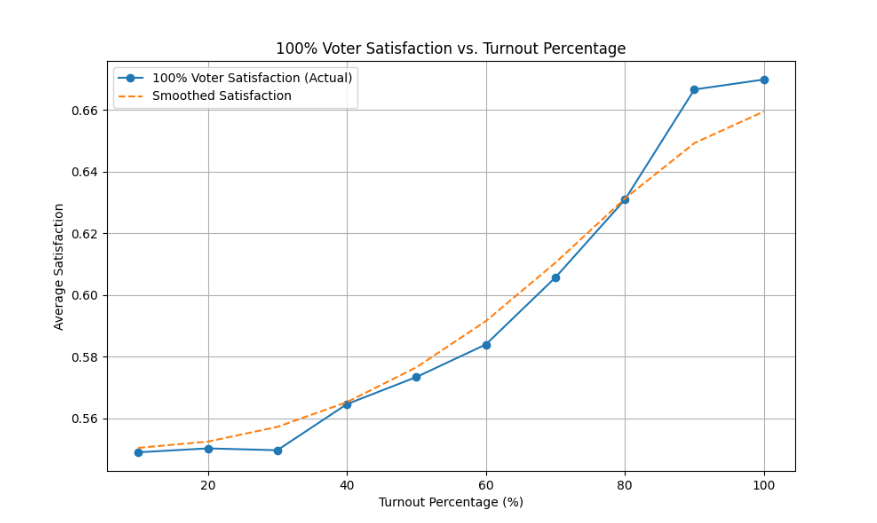 100% Voter Satisfaction vs. Turnout Percentage
100% Voter Satisfaction (Actual)
Smoothed Satisfaction
0.66
0.64
0.62
0.60
0.58
0.56
Average Satisfaction
20 40 60 80 100
Turnout Percentage (%)